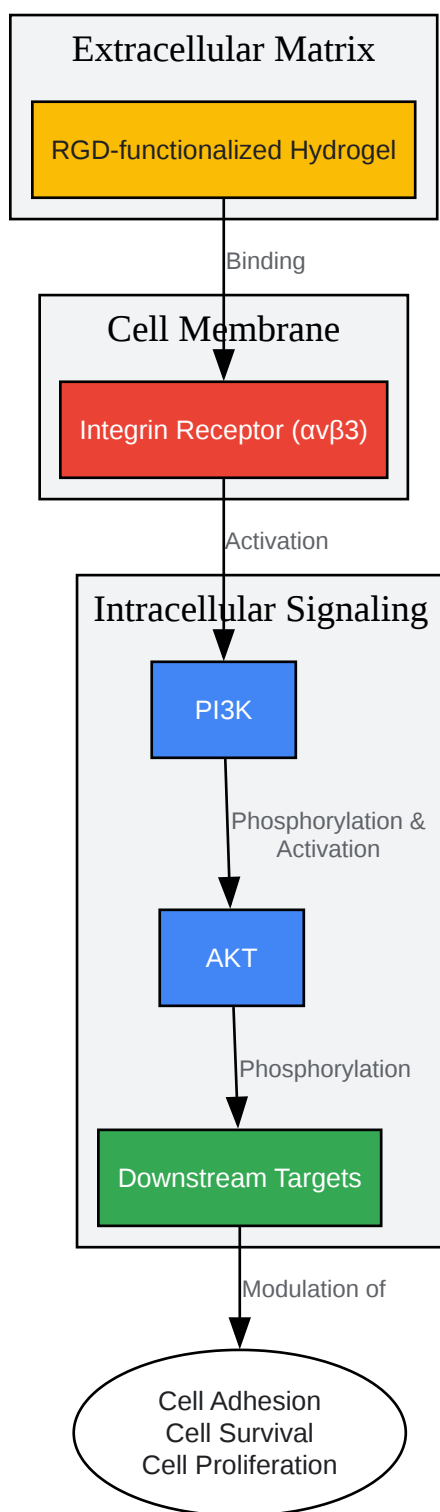 Extracellular Matrix
RGD-functionalized Hydrogel
Binding
Cell Membrane
Integrin Receptor (αvβ3)
Activation
Intracellular Signaling
PI3K
Phosphorylation &
Activation
AKT
Phosphorylation
Downstream Targets
Modulation of
Cell Adhesion
Cell Survival
Cell Proliferation